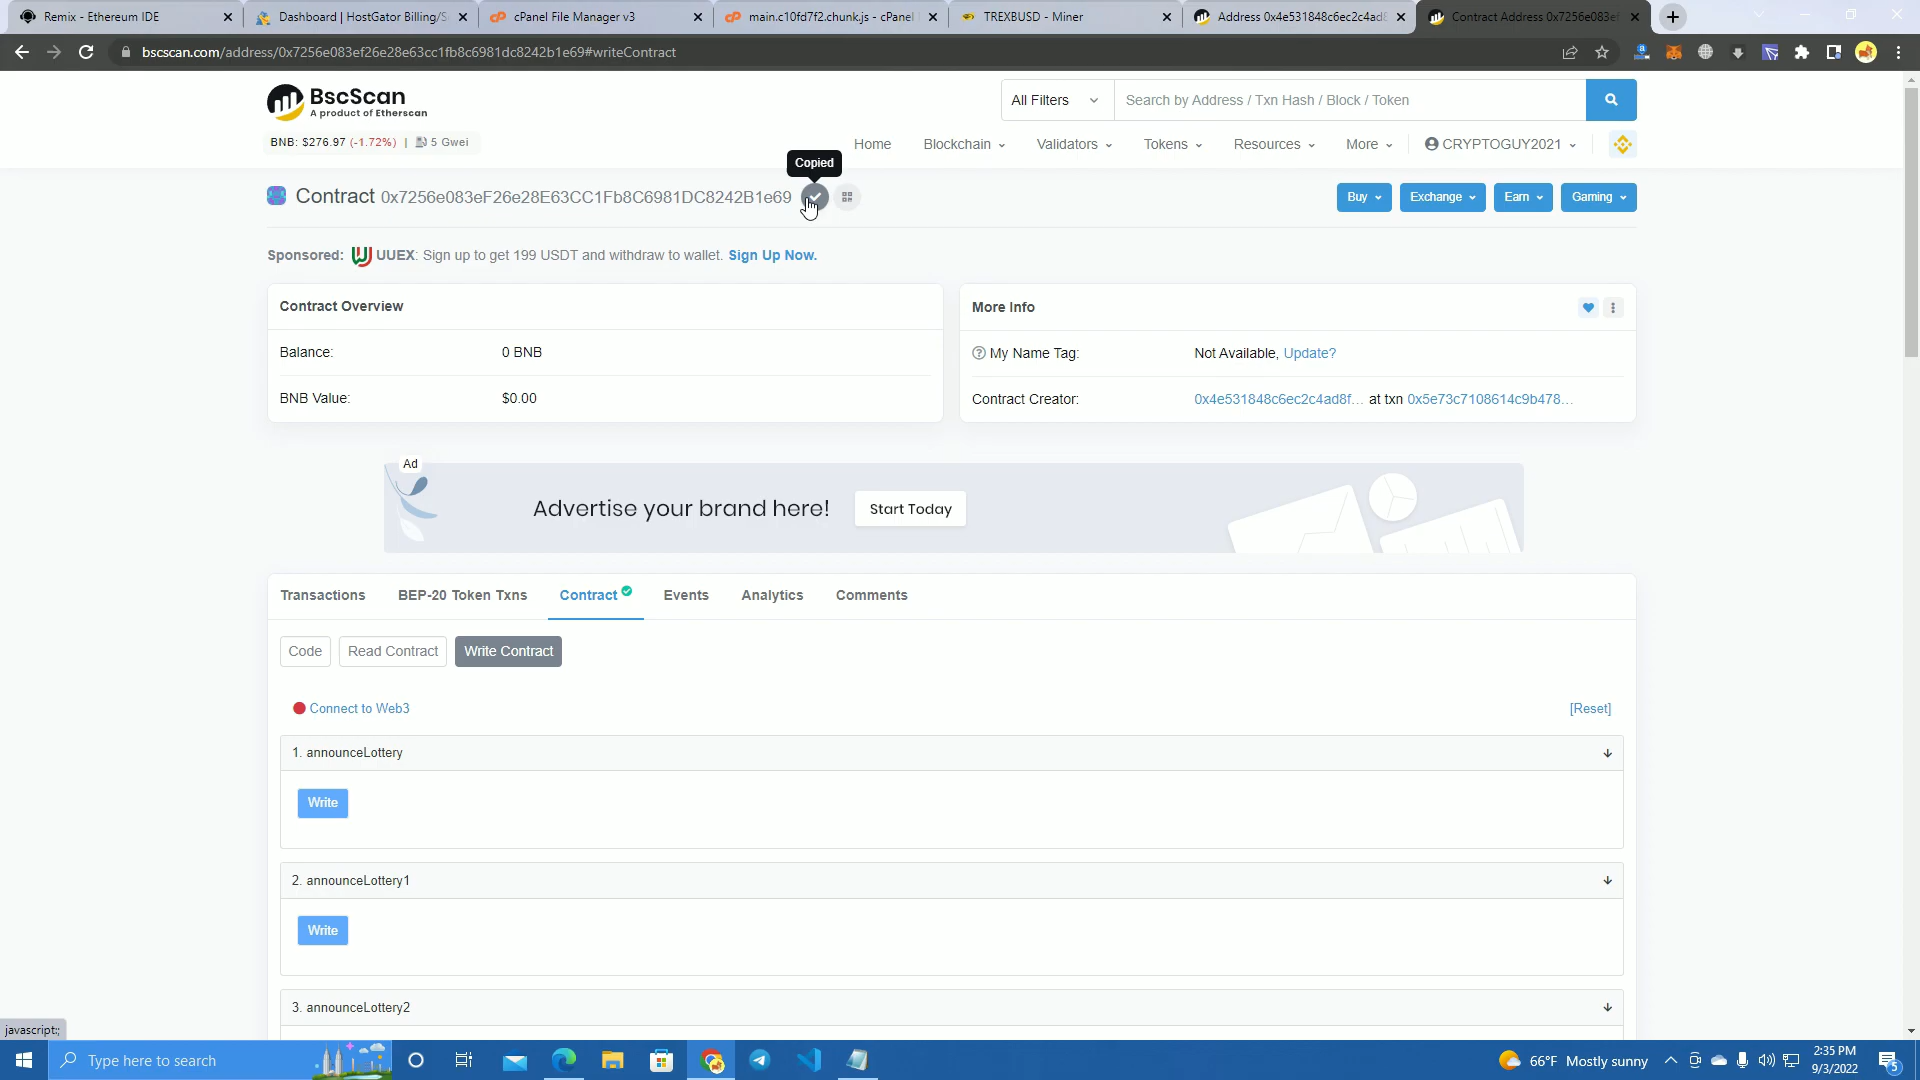 Remix - Ethereum IDE
Dashboard | HostGator Billing/S
cPanel File Manager v3
main.c10fd7f2.chunk.js - cPanel
TREXBUSD - Miner
Address 0x4e531848c6ec2c4ad8
Contract Address 0x7256e083ef
bscscan.com/address/0x7256e083ef26e28e63cc1fb8c6981dc8242b1e69#writeContract
BscScan
A product of Etherscan
All Filters
Search by Address / Txn Hash / Block / Token
BNB: $276.97 (-1.72%) | 5 Gwei
Home Blockchain Validators Tokens Resources More CRYPTOGUY2021
Copied
Contract 0x7256e083eF26e28E63CC1Fb8C6981DC8242B1e69
Buy Exchange Earn Gaming
Sponsored: UUEX: Sign up to get 199 USDT and withdraw to wallet. Sign Up Now.
Contract Overview
Balance: 0 BNB
BNB Value: $0.00
More Info
My Name Tag: Not Available, Update?
Contract Creator: 0x4e531848c6ec2c4ad8f... at txn 0x5e73c7108614c9b478...
Ad
Advertise your brand here! Start Today
Transactions BEP-20 Token Txns Contract Events Analytics Comments
Code Read Contract Write Contract
Connect to Web3 [Reset]
1. announceLottery
Write
2. announceLottery1
Write
3. announceLottery2
javascript:;
Type here to search
66°F Mostly sunny
2:35 PM
9/3/2022
5